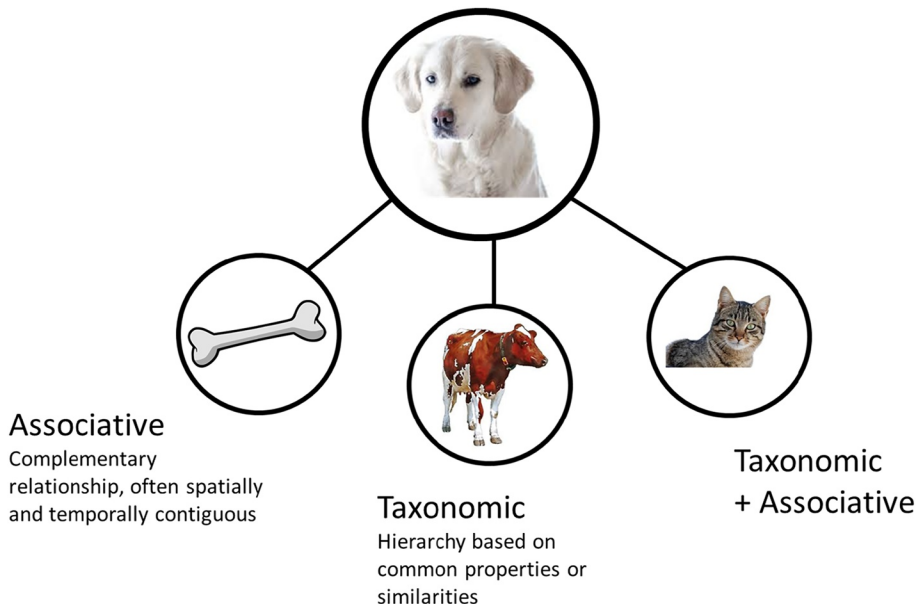 Associative
Complementary
relationship, often spatially
and temporally contiguous
Taxonomic
Hierarchy based on
common properties or
similarities
Taxonomic
+ Associative